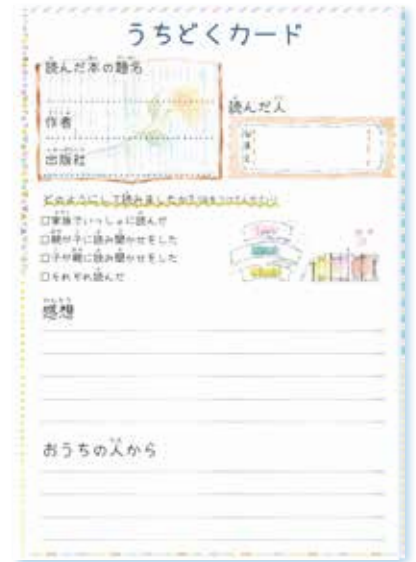 うちどくカード
読んだ本の題名
作者
出版社
読んだ人
どのようにして読みましたか?
□家族でいっしょに読んだ
□親が子に読み聞かせをした
□子が親に読み聞かせをした
□それぞれ読んだ
感想
おうちの人から